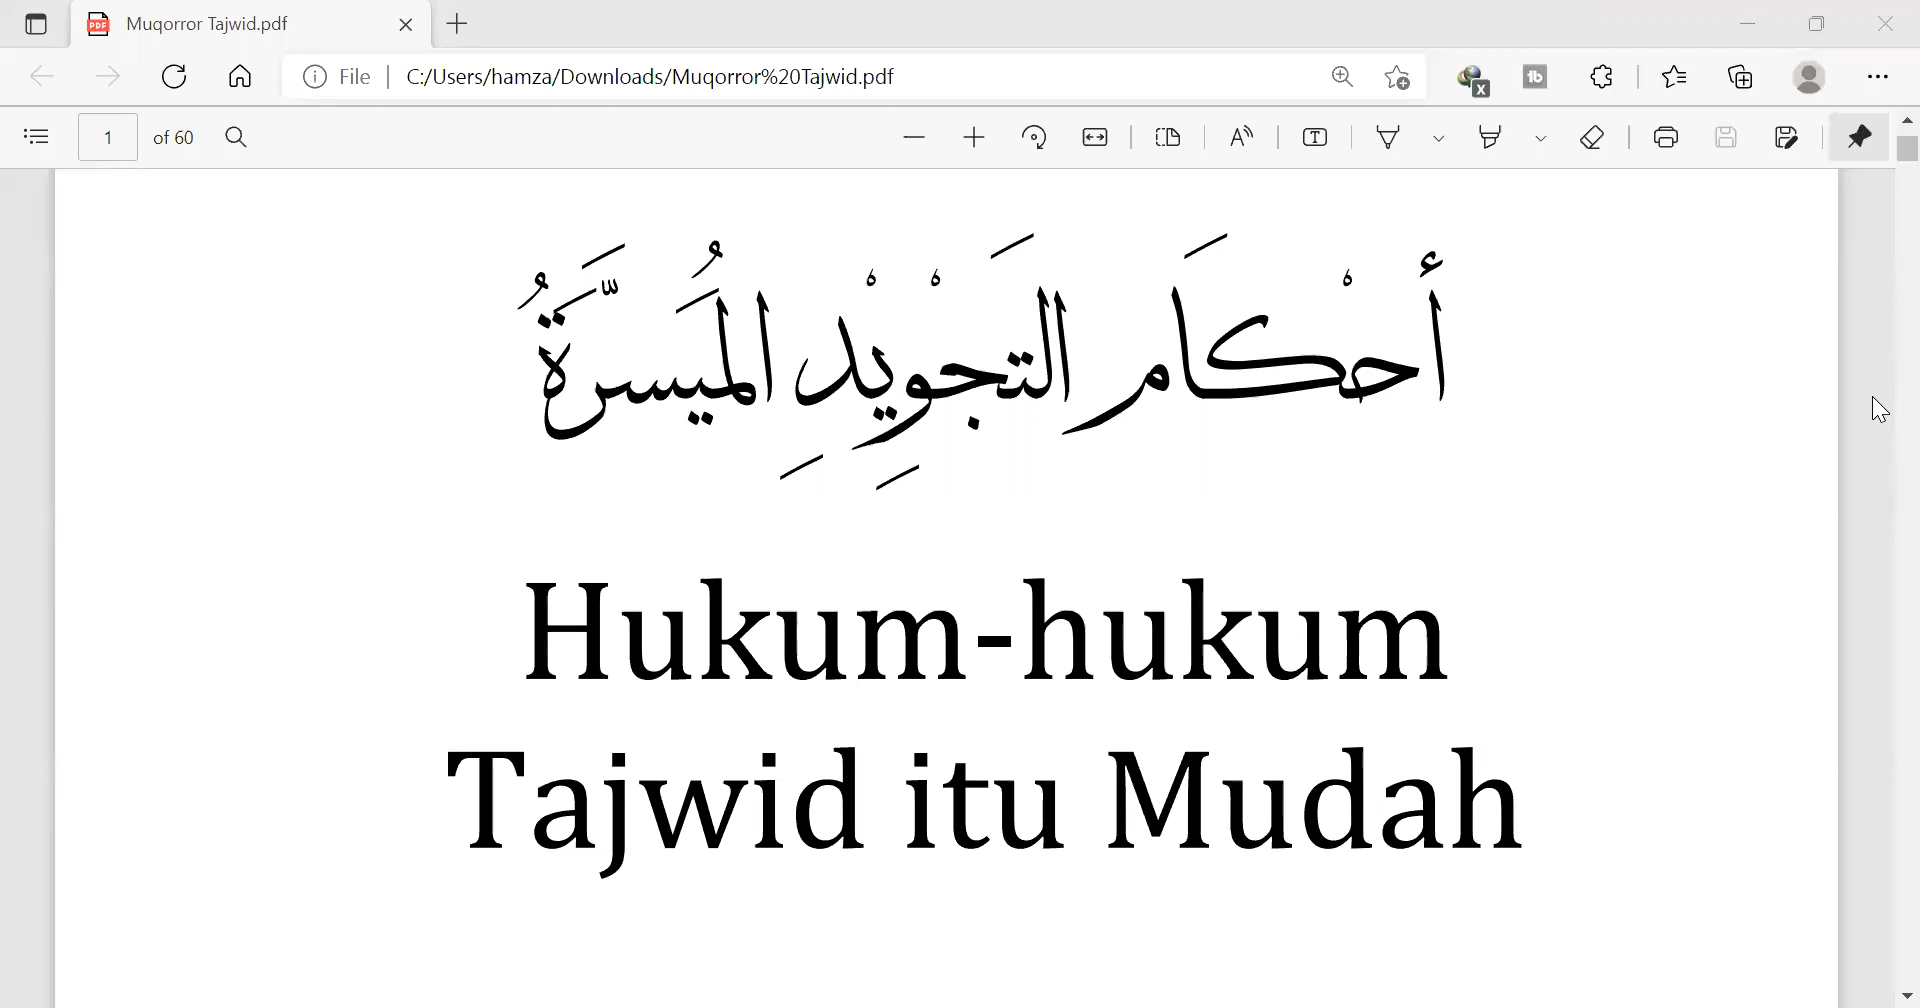 Muqorror Tajwid.pdf
File C:/Users/hamza/Downloads/Muqorror%20Tajwid.pdf
1 of 60
أَحْكَام التَجْوِيْدِ المُيَسَّرَةُ
Hukum-hukum
Tajwid itu Mudah